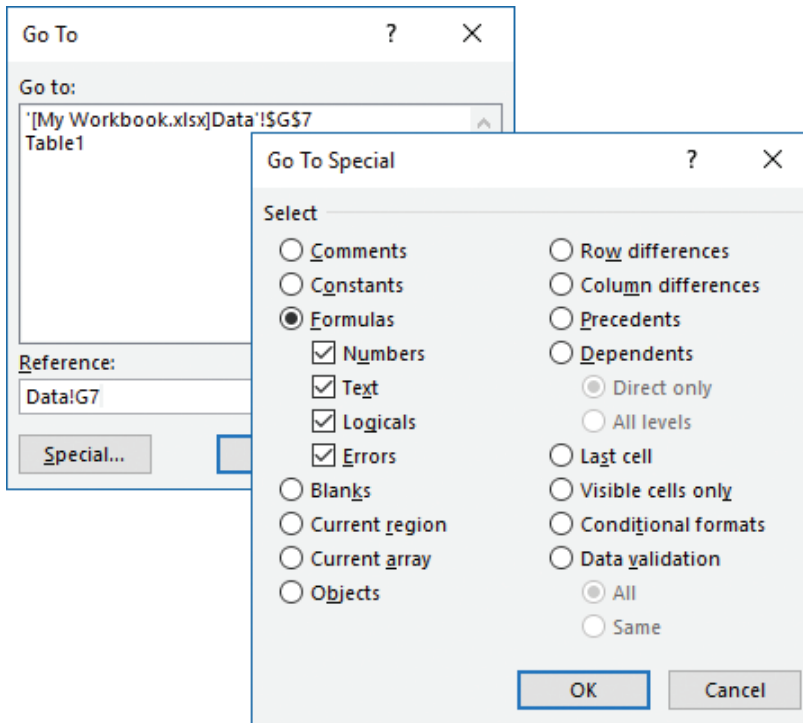 Go To
?
Go to:
'[My Workbook.xlsx]Data'!$G$7
Table1
Reference:
Data!G7
Special...
Go To Special
?
Select
Comments
Constants
Formulas
Numbers
Text
Logicals
Errors
Blanks
Current region
Current array
Objects
Row differences
Column differences
Precedents
Dependents
Direct only
All levels
Last cell
Visible cells only
Conditional formats
Data validation
All
Same
OK
Cancel